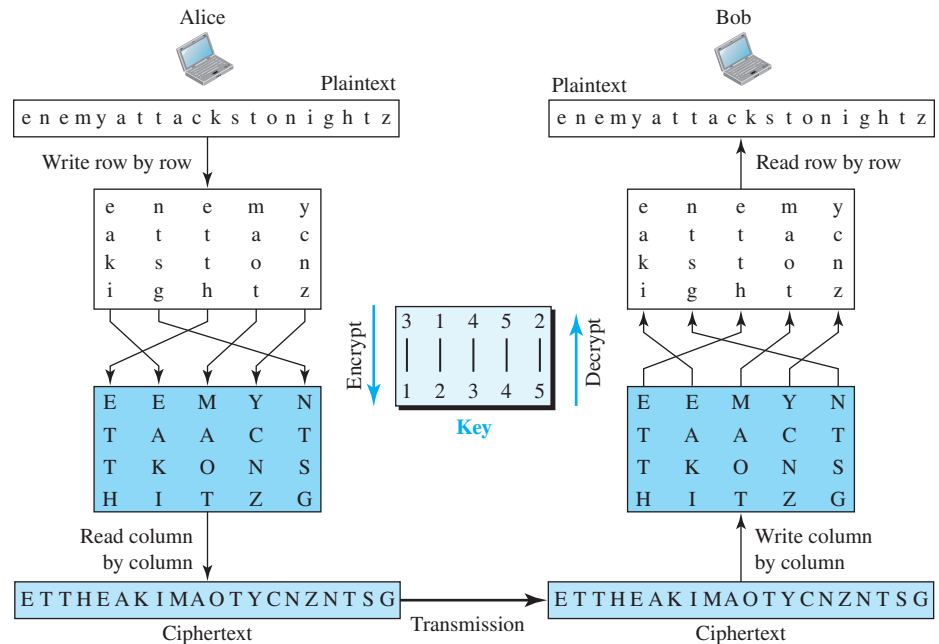 Alice
Bob
Plaintext
Plaintext
e n e m y a t t a c k s t o n i g h t z
e n e m y a t t a c k s t o n i g h t z
Write row by row
Read row by row
e n e m y
a t t a c
k s t o n
i g h t z
e n e m y
a t t a c
k s t o n
i g h t z
Encrypt
3 1 4 5 2
1 2 3 4 5
Decrypt
Key
E E M Y N
T A A C T
T K O N S
H I T Z G
E E M Y N
T A A C T
T K O N S
H I T Z G
Read column
by column
Write column
by column
E T T H E A K I M A O T Y C N Z N T S G
Transmission
E T T H E A K I M A O T Y C N Z N T S G
Ciphertext
Ciphertext